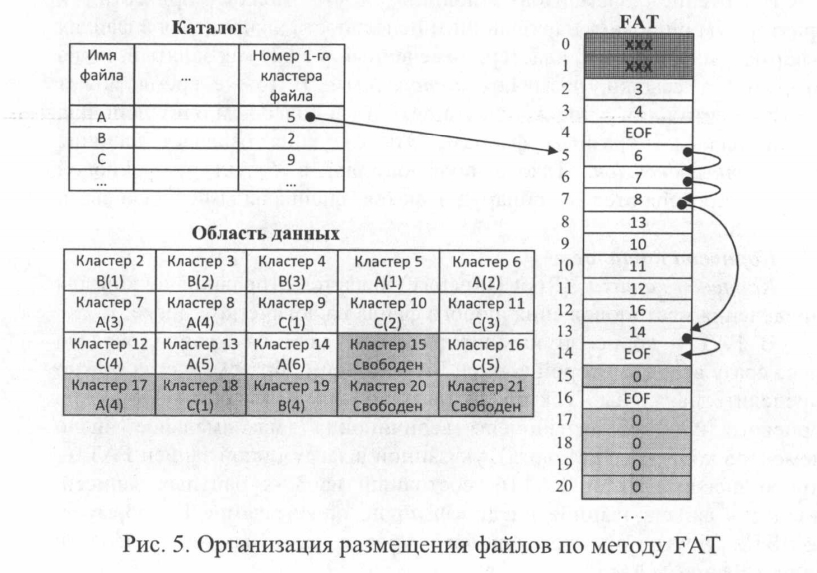 Каталог
Имя файла ... Номер 1-го кластера файла
A 5
B 2
C 9
... ...
FAT
0 XXX
1 XXX
2 3
3 4
4 EOF
5 6
6 7
7 8
8 13
9 10
10 11
11 12
12 16
13 14
14 EOF
15 0
16 EOF
17 0
18 0
19 0
20 0
Область данных
Кластер 2 Кластер 3 Кластер 4 Кластер 5 Кластер 6
B(1) B(2) B(3) A(1) A(2)
Кластер 7 Кластер 8 Кластер 9 Кластер 10 Кластер 11
A(3) A(4) C(1) C(2) C(3)
Кластер 12 Кластер 13 Кластер 14 Кластер 15 Кластер 16
C(4) A(5) A(6) Свободен C(5)
Кластер 17 Кластер 18 Кластер 19 Кластер 20 Кластер 21
A(4) C(1) B(4) Свободен Свободен
Рис. 5. Организация размещения файлов по методу FAT